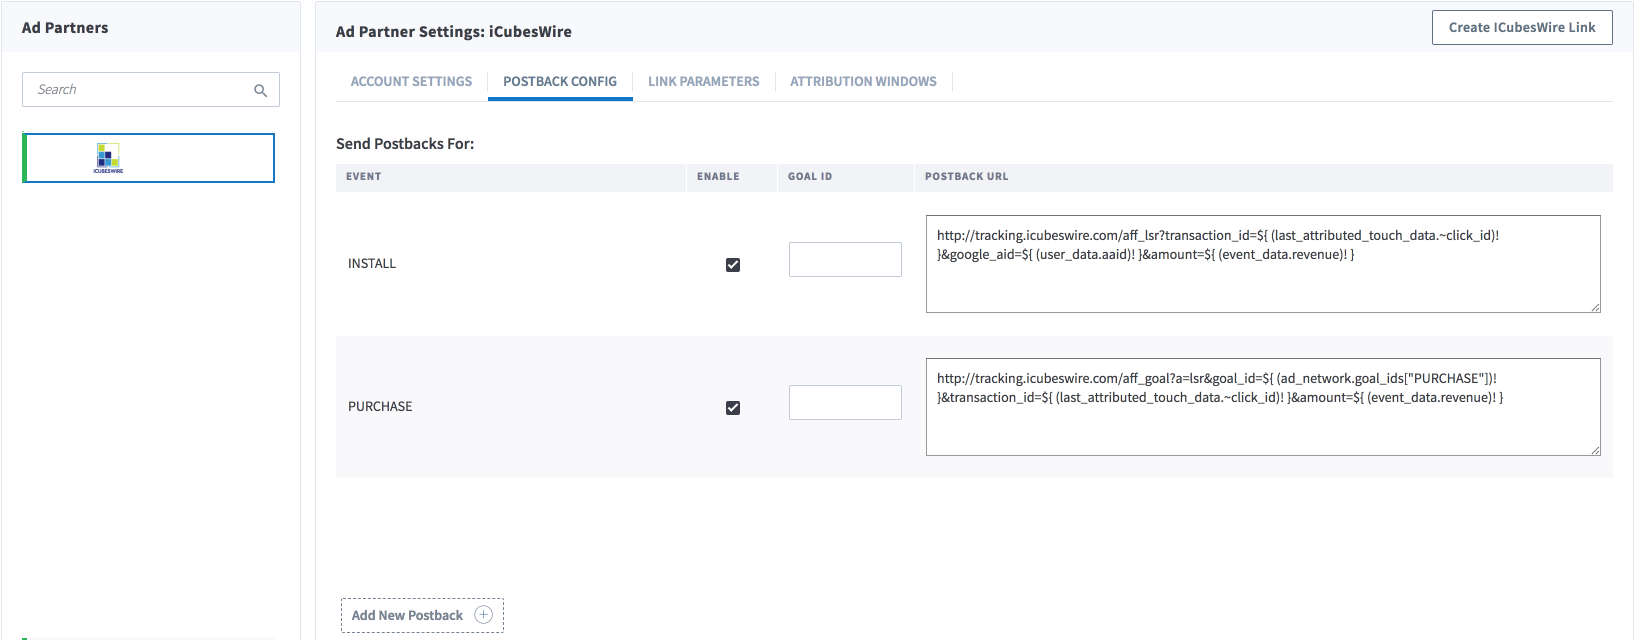 Ad Partners
Search
ICUBESWIRE
Ad Partner Settings: iCubesWire
Create ICubesWire Link
ACCOUNT SETTINGS
POSTBACK CONFIG
LINK PARAMETERS
ATTRIBUTION WINDOWS
Send Postbacks For:
EVENT ENABLE GOAL ID POSTBACK URL
INSTALL
http://tracking.icubeswire.com/aff_lsr?transaction_id=${ (last_attributed_touch_data.~click_id)!
}&google_aid=${ (user_data.aaid)! }&amount=${ (event_data.revenue)! }
PURCHASE
http://tracking.icubeswire.com/aff_goal?a=lsr&goal_id=${ (ad_network.goal_ids["PURCHASE"])!
}&transaction_id=${ (last_attributed_touch_data.~click_id)! }&amount=${ (event_data.revenue)! }
Add New Postback